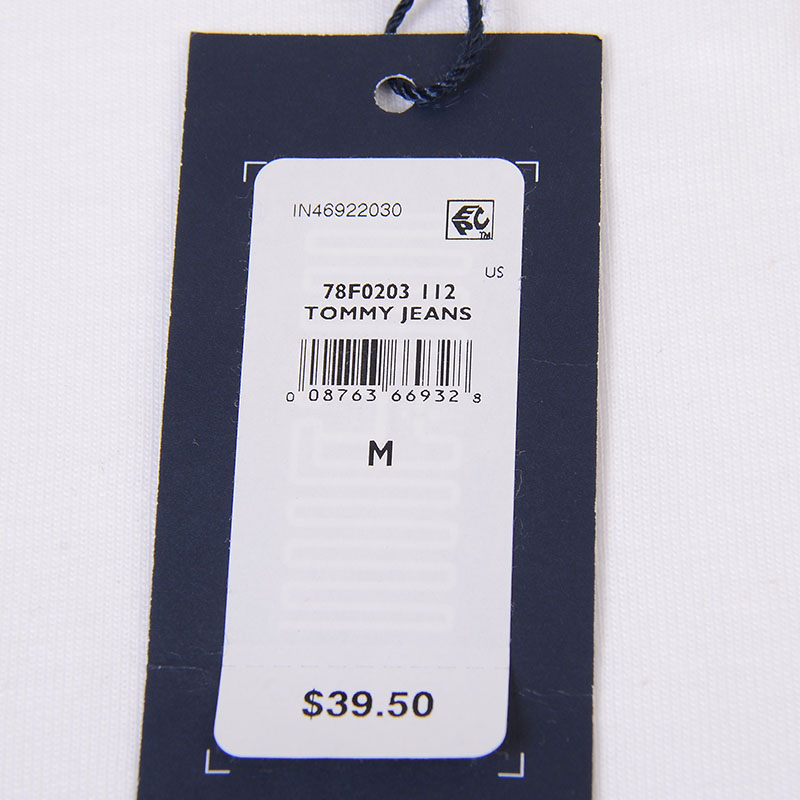 IN46922030
EPC
TM
US
78F0203 112
TOMMY JEANS
0 08763 66932 8
M
$39.50